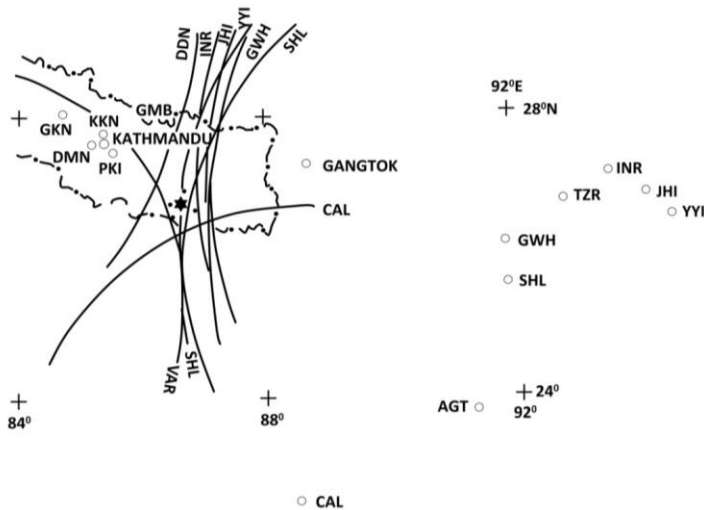 DDN
INR
JHI
YYI
GWH
SHL
92⁰E
28⁰N
GMB
KKN
GKN
KATHMANDU
DMN
PKI
GANGTOK
INR
TZR
JHI
YYI
CAL
GWH
SHL
VAR
SHL
24⁰
92⁰
AGT
84⁰
88⁰
CAL